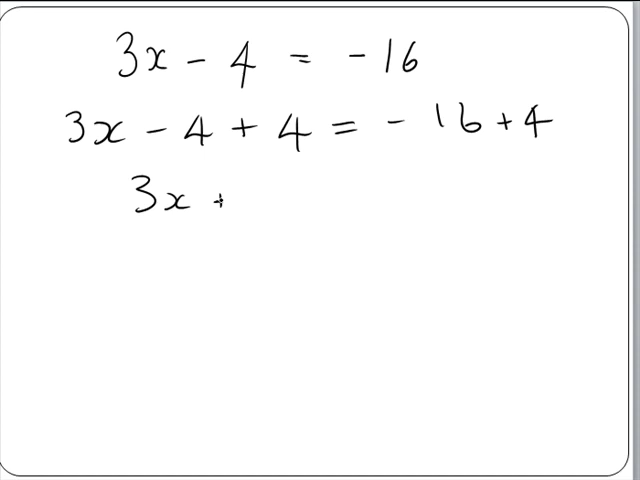 3x - 4 = -16
3x - 4 + 4 = -16 + 4
3x +